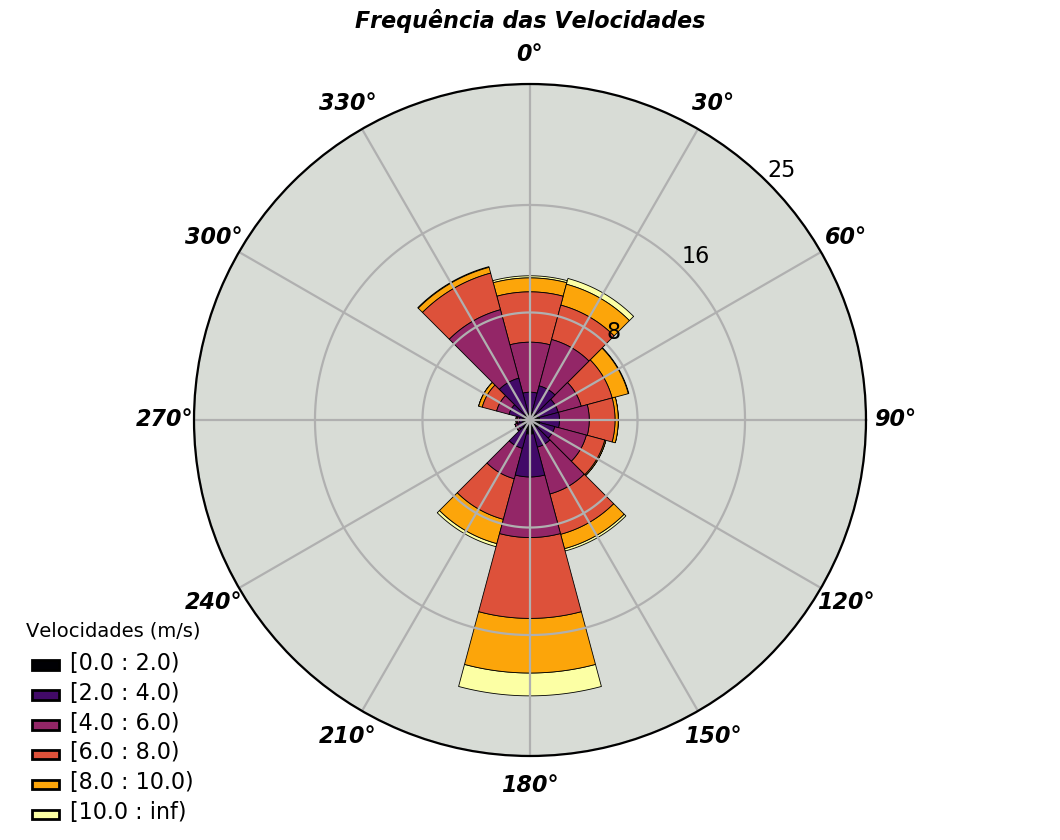 Frequência das Velocidades
0°
330°
30°
25
300°
60°
16
8
270°
90°
240°
120°
210°
150°
180°
Velocidades (m/s)
[0.0 : 2.0)
[2.0 : 4.0)
[4.0 : 6.0)
[6.0 : 8.0)
[8.0 : 10.0)
[10.0 : inf)